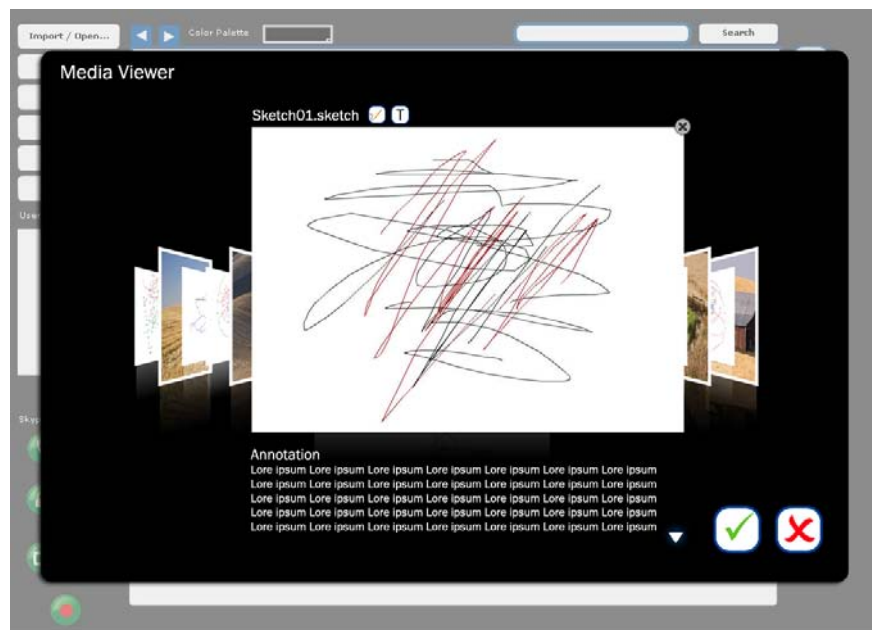 Import / Open...
Color Palette
Search
Media Viewer
Sketch01.sketch T
User
Skyp
Annotation
Lore ipsum Lore ipsum Lore ipsum Lore ipsum Lore ipsum Lore ipsum Lore ipsum
Lore ipsum Lore ipsum Lore ipsum Lore ipsum Lore ipsum Lore ipsum Lore ipsum
Lore ipsum Lore ipsum Lore ipsum Lore ipsum Lore ipsum Lore ipsum Lore ipsum
Lore ipsum Lore ipsum Lore ipsum Lore ipsum Lore ipsum Lore ipsum Lore ipsum
Lore ipsum Lore ipsum Lore ipsum Lore ipsum Lore ipsum Lore ipsum Lore ipsum